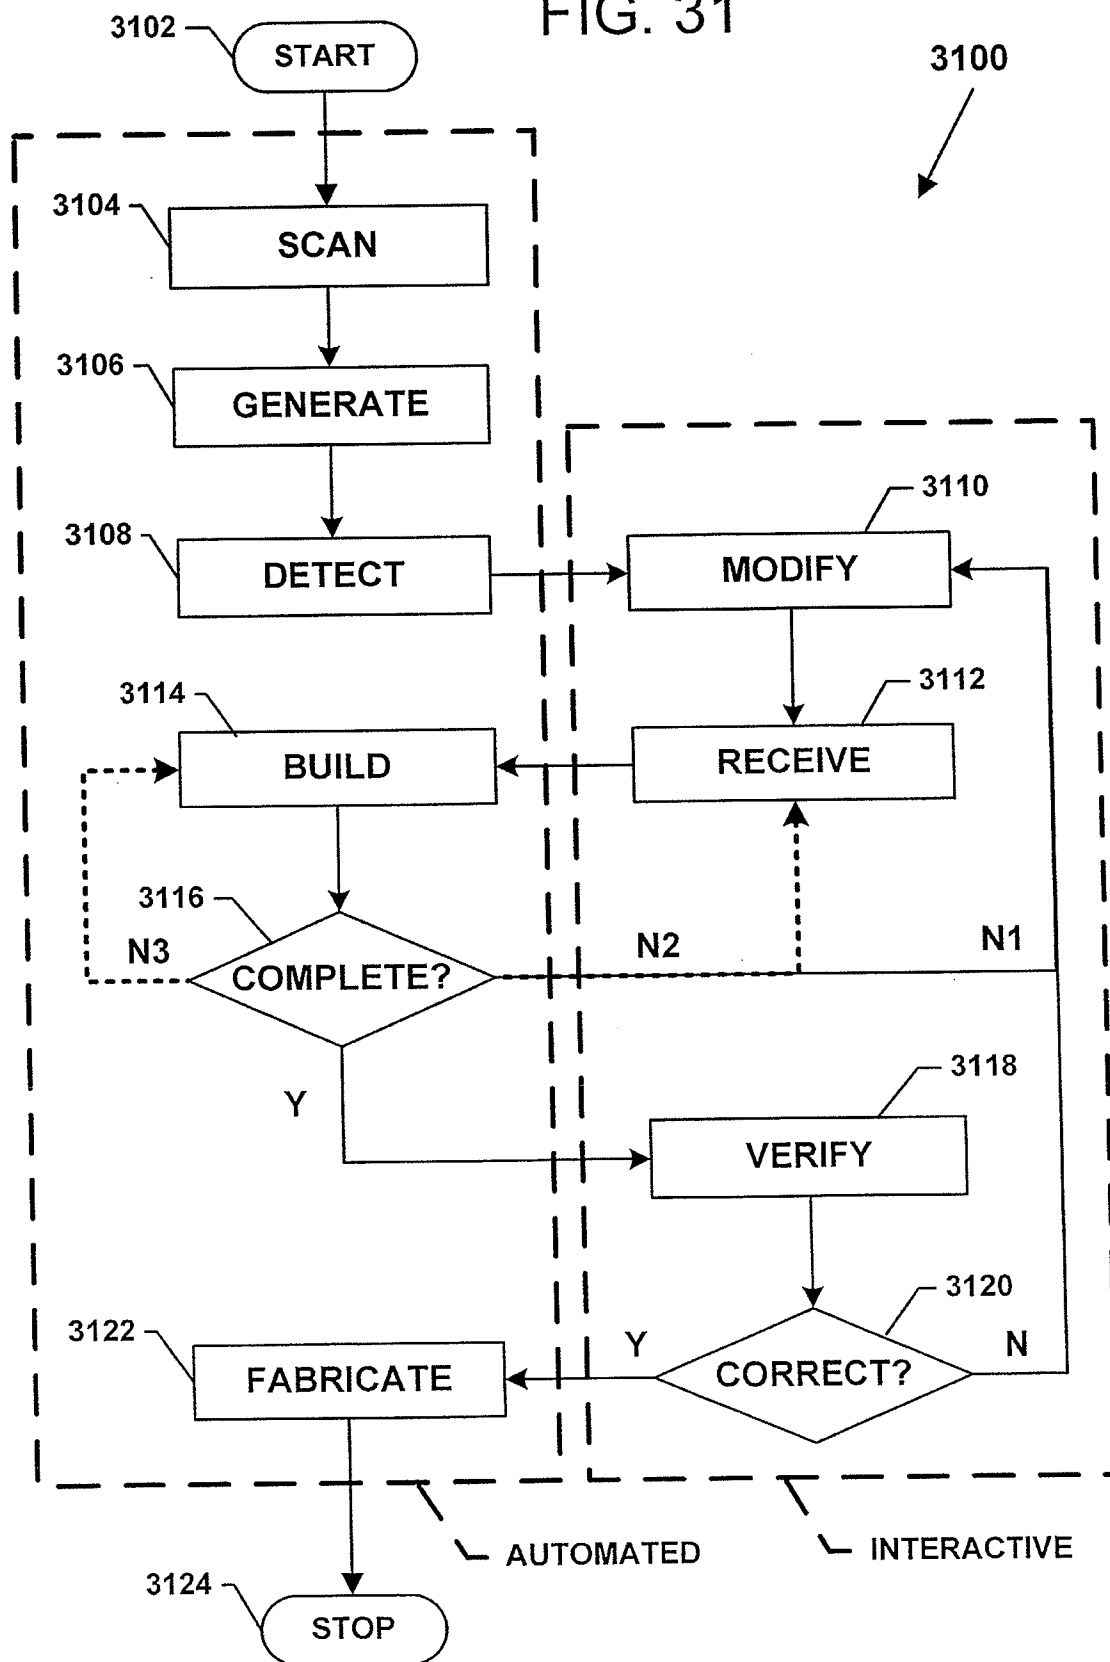 FIG. 31
3102
START
3100
3104
SCAN
3106
GENERATE
3110
3108
DETECT
MODIFY
3114
3112
BUILD
RECEIVE
3116
N3
COMPLETE?
N2
N1
Y
3118
VERIFY
3120
3122
FABRICATE
Y
CORRECT?
N
AUTOMATED
INTERACTIVE
3124
STOP